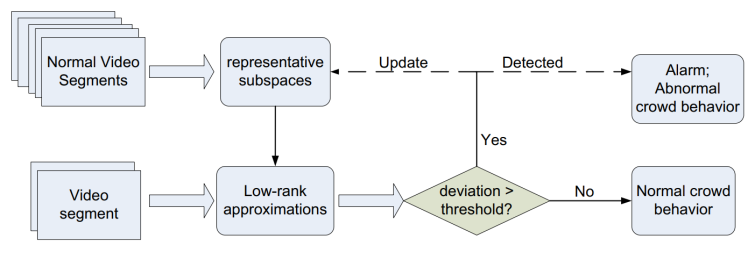 Normal Video
Segments
representative
subspaces
Update
Detected
Alarm;
Abnormal
crowd behavior
Yes
Video
segment
Low-rank
approximations
deviation >
threshold?
No
Normal crowd
behavior